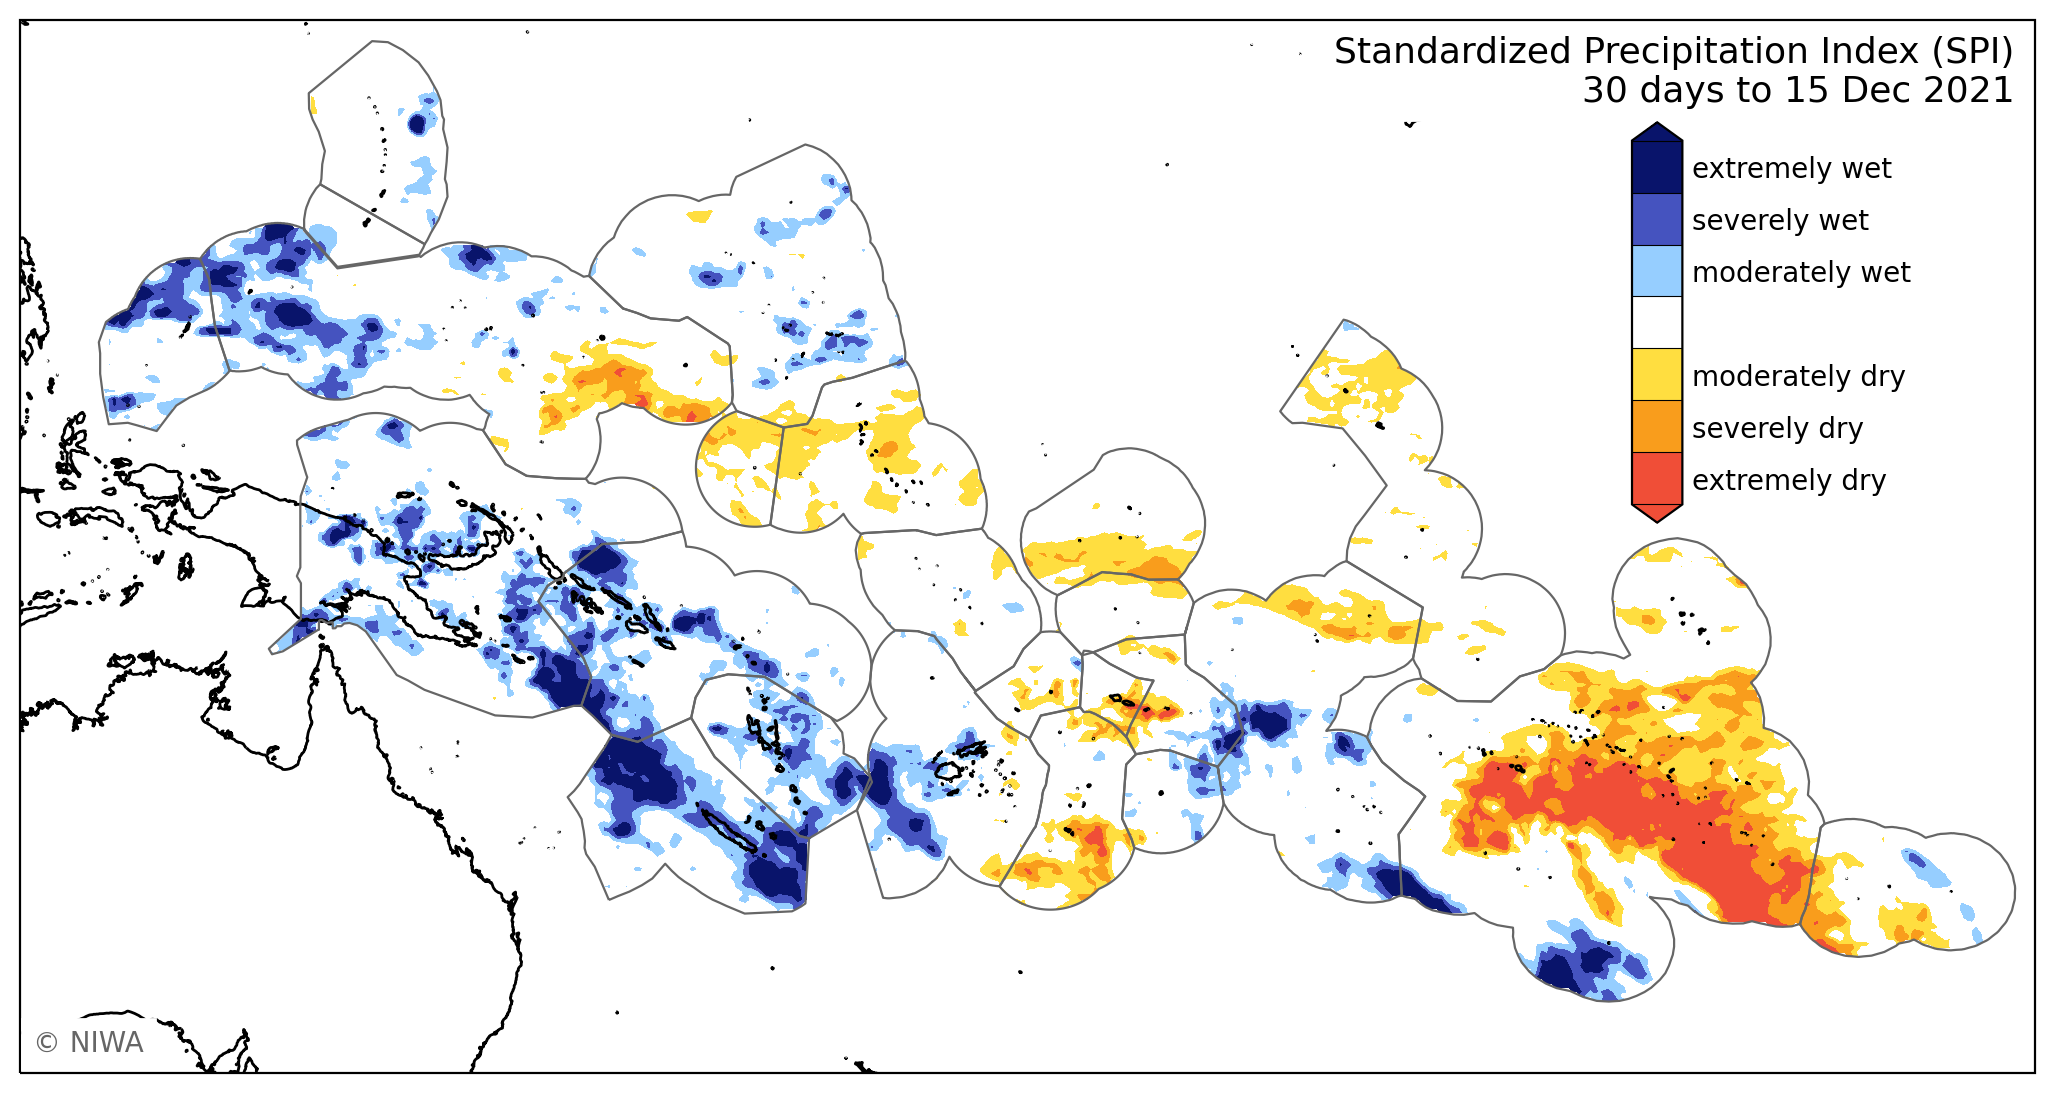 Standardized Precipitation Index (SPI)
30 days to 15 Dec 2021
extremely wet
severely wet
moderately wet
moderately dry
severely dry
extremely dry
© NIWA